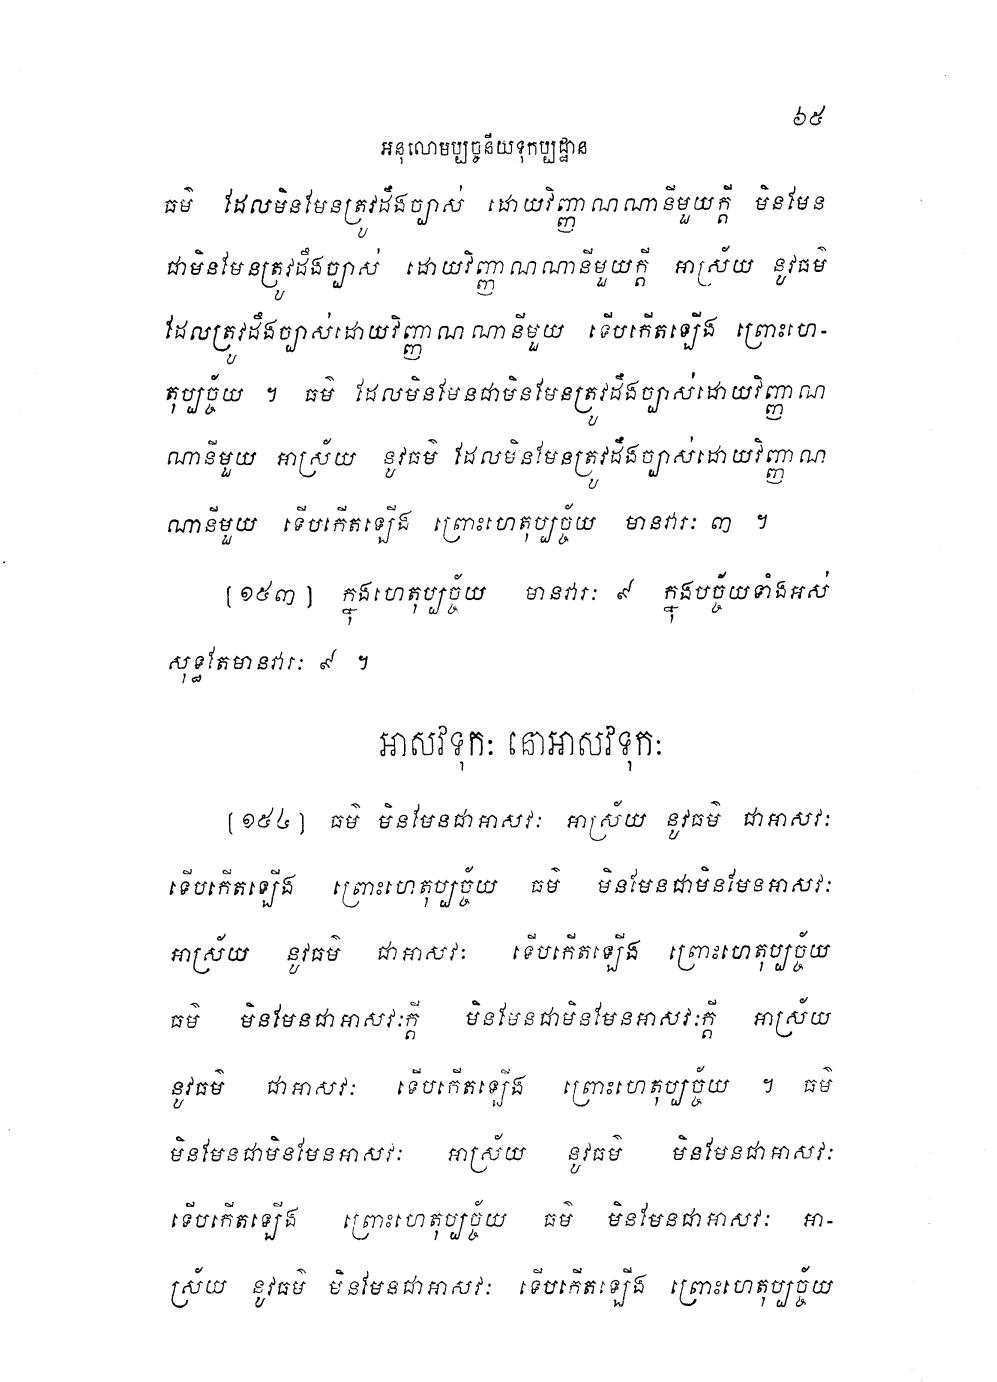 ៦៥
អនុលោមប្បច្ចនីយទុកប្បដ្ឋាន
ធម៌ ដែលមិនមែនត្រូវដឹងច្បាស់ ដោយវិញ្ញាណណានីមួយក្តី មិនមែន
ជាមិនមែនត្រូវដឹងច្បាស់ ដោយវិញ្ញាណណានីមួយក្តី អាស្រ័យ នូវធម៌
ដែលត្រូវដឹងច្បាស់ដោយវិញ្ញាណណានីមួយ ទើបកើតឡើង ព្រោះហេ-
តុប្បច្ច័យ ។ ធម៌ ដែលមិនមែនជាមិនមែនត្រូវដឹងច្បាស់ដោយវិញ្ញាណ
ណានីមួយ អាស្រ័យ នូវធម៌ ដែលមិនមែនត្រូវដឹងច្បាស់ដោយវិញ្ញាណ
ណានីមួយ ទើបកើតឡើង ព្រោះហេតុប្បច្ច័យ មានវារៈ ៣ ។
[១៥៣] ក្នុងហេតុប្បច្ច័យ មានវារៈ ៩ ក្នុងបច្ច័យទាំងអស់
សុទ្ធតែមានវារៈ ៩ ។
អាសវទុកៈ នោអាសវទុកៈ
[១៥៤] ធម៌ មិនមែនជាអាសវៈ អាស្រ័យ នូវធម៌ ជាអាសវៈ
ទើបកើតឡើង ព្រោះហេតុប្បច្ច័យ ធម៌ មិនមែនជាមិនមែនអាសវៈ
អាស្រ័យ នូវធម៌ ជាអាសវៈ ទើបកើតឡើង ព្រោះហេតុប្បច្ច័យ
ធម៌ មិនមែនជាអាសវៈក្តី មិនមែនជាមិនមែនអាសវៈក្តី អាស្រ័យ
នូវធម៌ ជាអាសវៈ ទើបកើតឡើង ព្រោះហេតុប្បច្ច័យ ។ ធម៌
មិនមែនជាមិនមែនអាសវៈ អាស្រ័យ នូវធម៌ មិនមែនជាអាសវៈ
ទើបកើតឡើង ព្រោះហេតុប្បច្ច័យ ធម៌ មិនមែនជាអាសវៈ អា-
ស្រ័យ នូវធម៌ មិនមែនជាអាសវៈ ទើបកើតឡើង ព្រោះហេតុប្បច្ច័យ